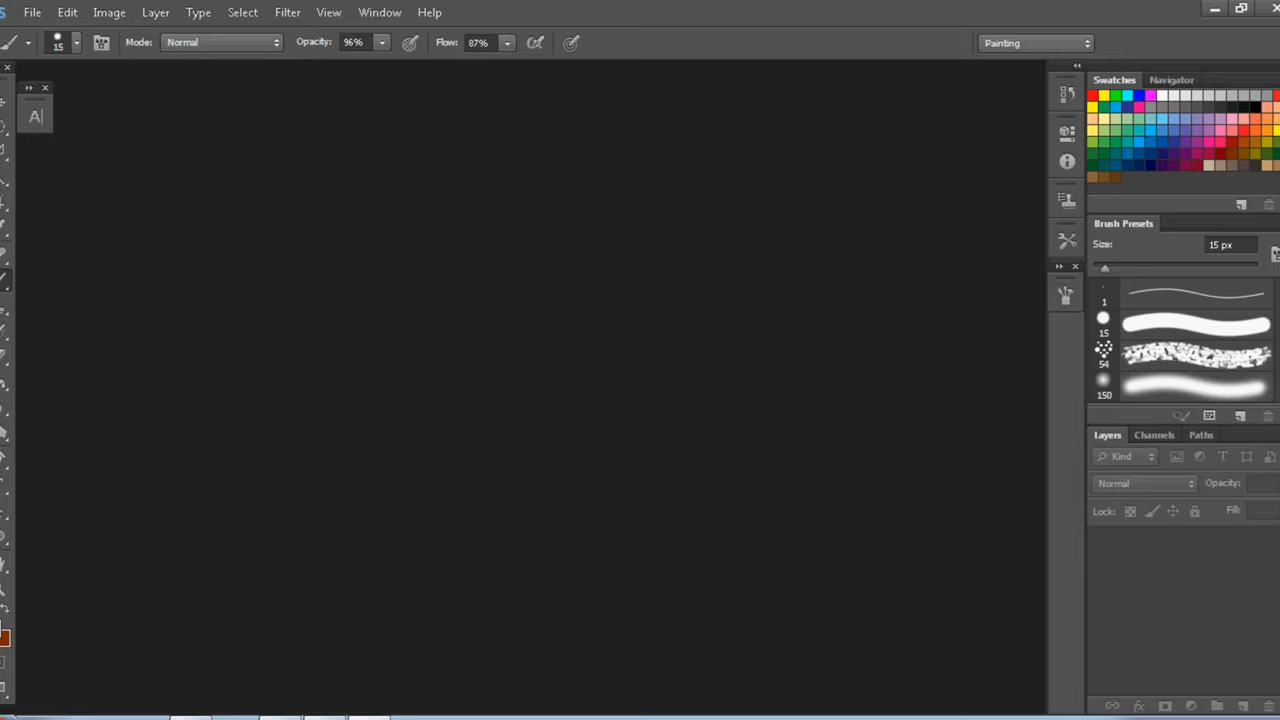 File Edit Image Layer Type Select Filter View Window Help
15 Mode: Normal Opacity: 96% Flow: 87% Painting
A
Swatches Navigator
Brush Presets
Size: 15 px
1
15
54
150
Layers Channels Paths
Kind
Normal Opacity:
Lock: Fill: